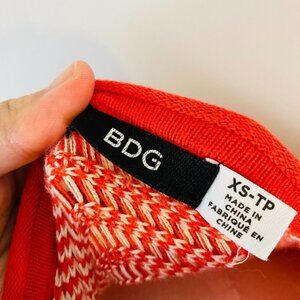 BDG
XS-TP
MADE IN
CHINA
FABRIQUÉ EN
CHINE